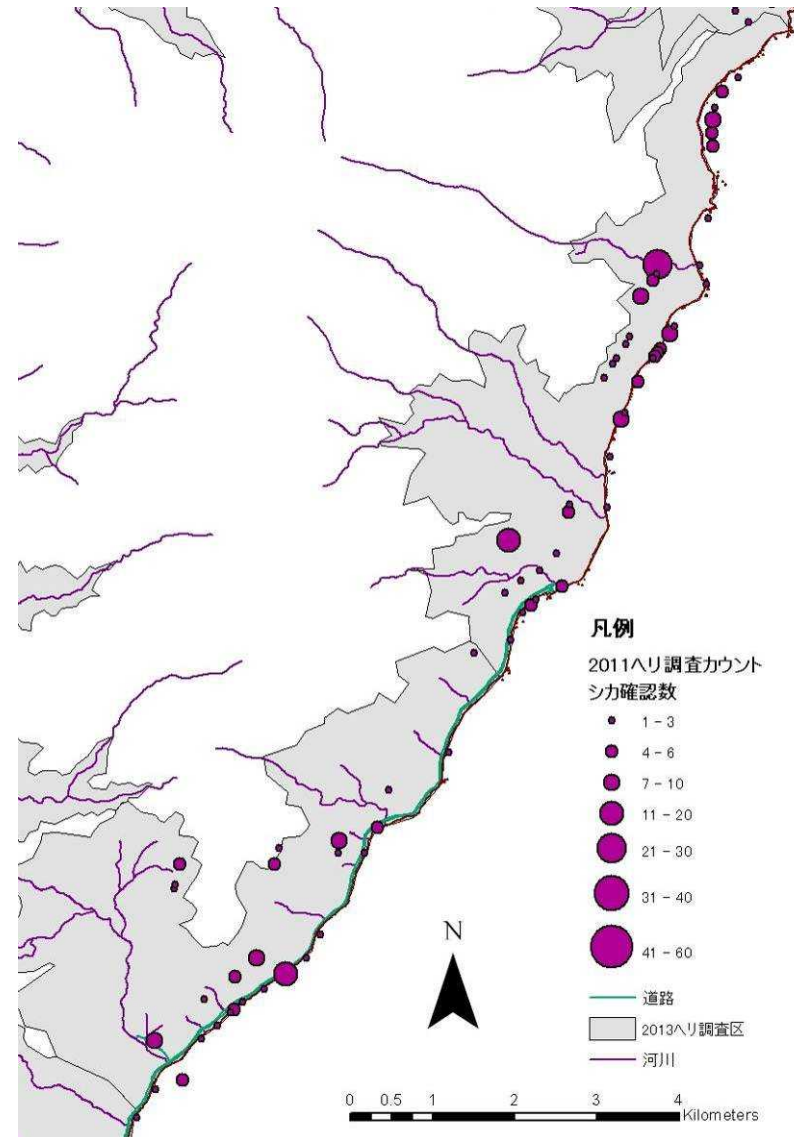 凡例
2011ヘリ調査カウント
シカ確認数
1 - 3
4 - 6
7 - 10
11 - 20
21 - 30
31 - 40
41 - 60
道路
2013ヘリ調査区
河川
N
0 0.5 1 2 3 4
Kilometers